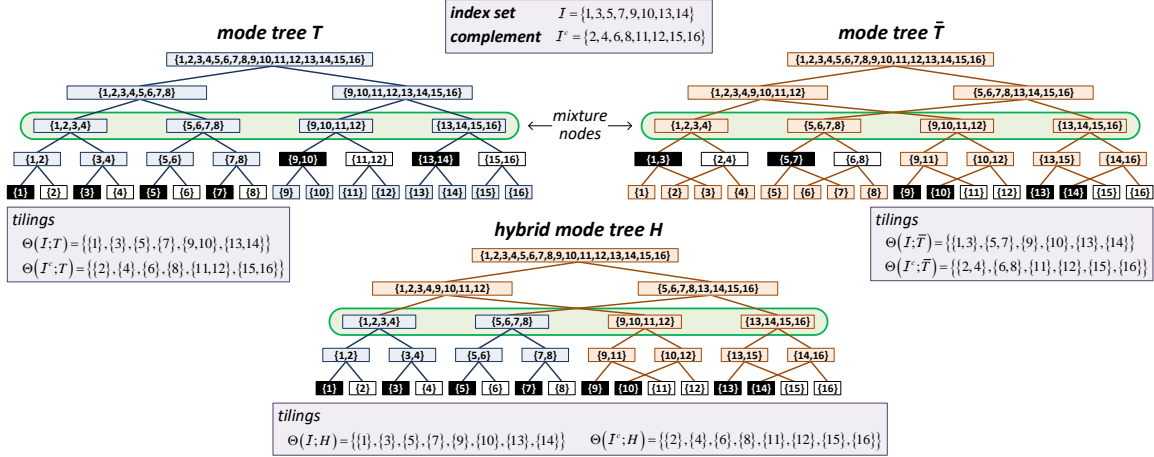 index set I = {1,3,5,7,9,10,13,14}
complement I^c = {2,4,6,8,11,12,15,16}
mode tree T
{1,2,3,4,5,6,7,8,9,10,11,12,13,14,15,16}
{1,2,3,4,5,6,7,8} {9,10,11,12,13,14,15,16}
{1,2,3,4} {5,6,7,8} {9,10,11,12} {13,14,15,16}
{1,2} {3,4} {5,6} {7,8} {9,10} {11,12} {13,14} {15,16}
{1} {2} {3} {4} {5} {6} {7} {8} {9} {10} {11} {12} {13} {14} {15} {16}
tilings
Θ(I;T) = {{1},{3},{5},{7},{9,10},{13,14}}
Θ(I^c;T) = {{2},{4},{6},{8},{11,12},{15,16}}
mixture
nodes
mode tree T̄
{1,2,3,4,5,6,7,8,9,10,11,12,13,14,15,16}
{1,2,3,4,9,10,11,12} {5,6,7,8,13,14,15,16}
{1,2,3,4} {5,6,7,8} {9,10,11,12} {13,14,15,16}
{1,3} {2,4} {5,7} {6,8} {9,11} {10,12} {13,15} {14,16}
{1} {2} {3} {4} {5} {6} {7} {8} {9} {10} {11} {12} {13} {14} {15} {16}
tilings
Θ(I;T̄) = {{1,3},{5,7},{9},{10},{13},{14}}
Θ(I^c;T̄) = {{2,4},{6,8},{11},{12},{15},{16}}
hybrid mode tree H
{1,2,3,4,5,6,7,8,9,10,11,12,13,14,15,16}
{1,2,3,4,9,10,11,12} {5,6,7,8,13,14,15,16}
{1,2,3,4} {5,6,7,8} {9,10,11,12} {13,14,15,16}
{1,2} {3,4} {5,6} {7,8} {9,11} {10,12} {13,15} {14,16}
{1} {2} {3} {4} {5} {6} {7} {8} {9} {10} {11} {12} {13} {14} {15} {16}
tilings
Θ(I;H) = {{1},{3},{5},{7},{9},{10},{13},{14}} Θ(I^c;H) = {{2},{4},{6},{8},{11},{12},{15},{16}}